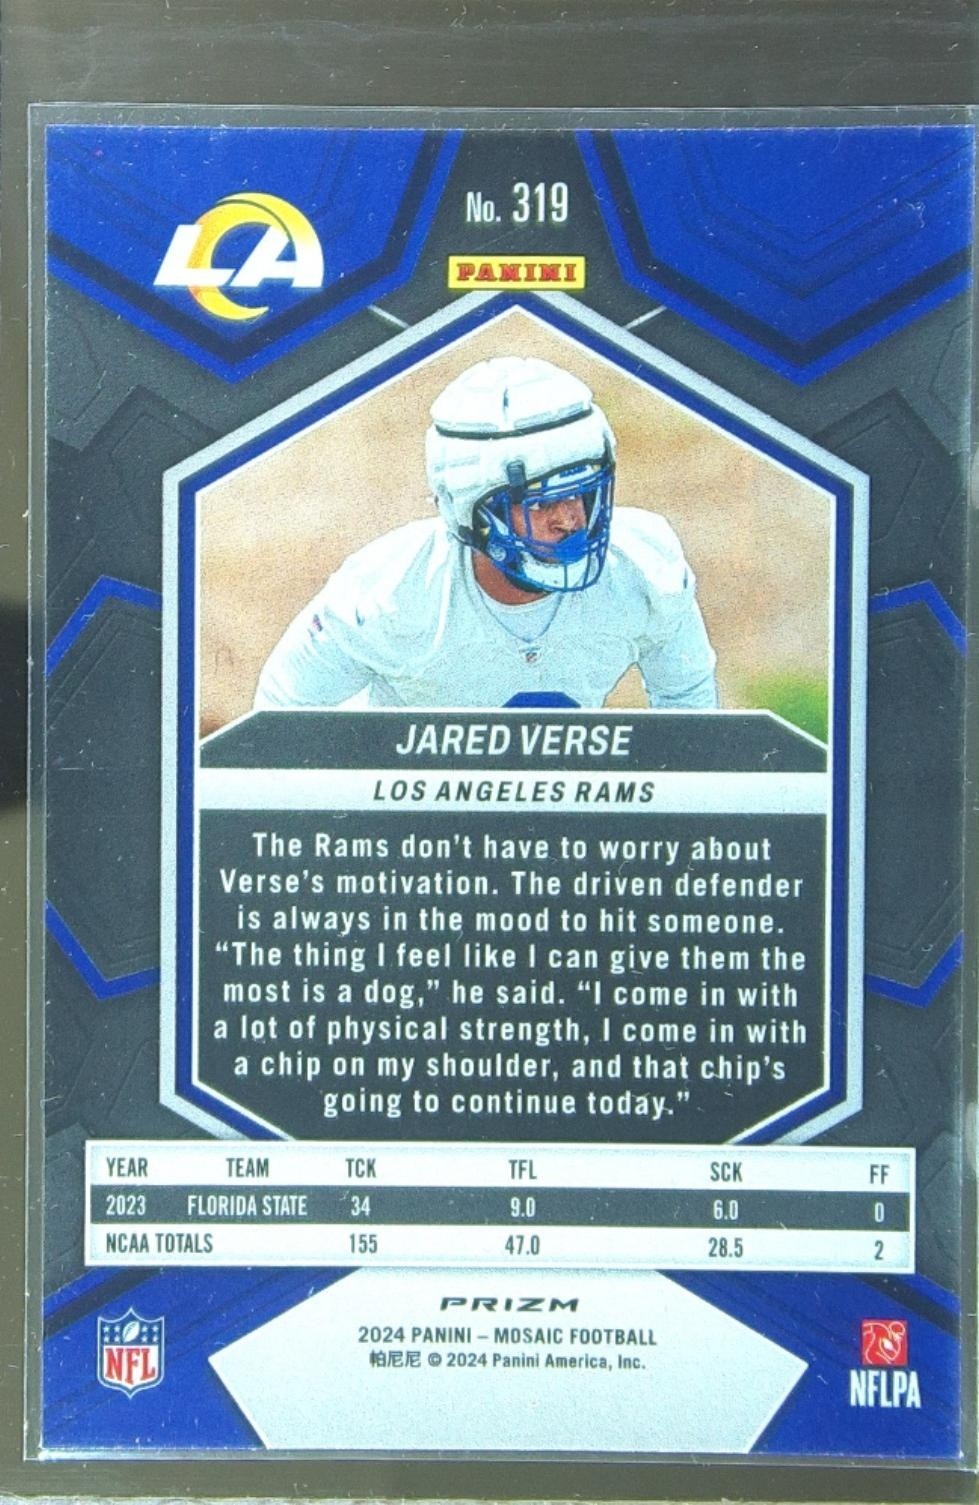 LA
No. 319
PANINI
JARED VERSE
LOS ANGELES RAMS
The Rams don't have to worry about
Verse's motivation. The driven defender
is always in the mood to hit someone.
“The thing I feel like I can give them the
most is a dog,” he said. “I come in with
a lot of physical strength, I come in with
a chip on my shoulder, and that chip's
going to continue today.”
YEAR TEAM TCK TFL SCK FF
2023 FLORIDA STATE 34 9.0 6.0 0
NCAA TOTALS 155 47.0 28.5 2
PRIZM
2024 PANINI – MOSAIC FOOTBALL
帕尼尼 © 2024 Panini America, Inc.
NFL
NFLPA